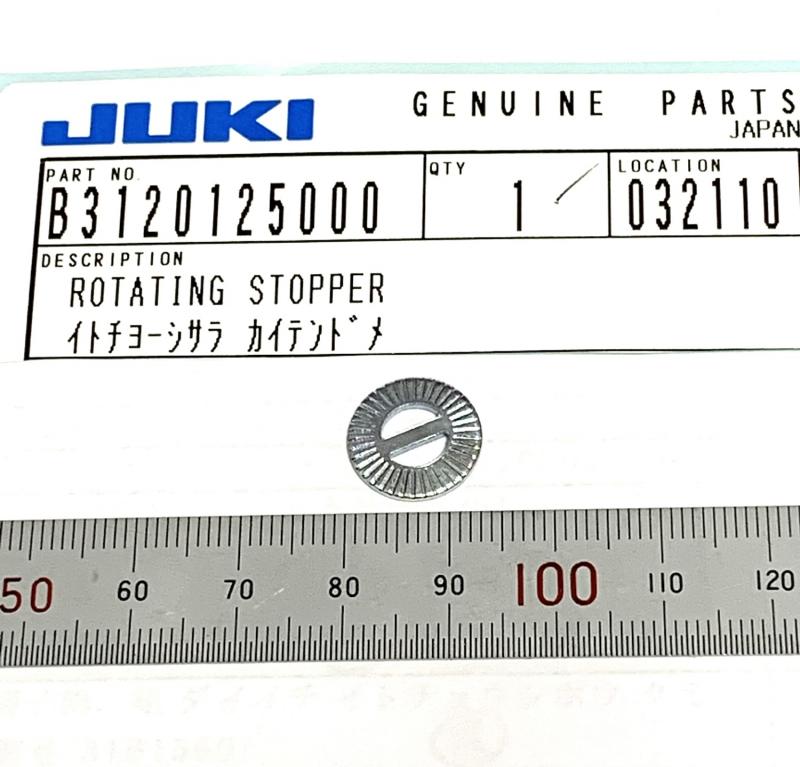 JUKI GENUINE PARTS
JAPAN
PART NO. QTY LOCATION
B3120125000 1 032110
DESCRIPTION
ROTATING STOPPER
イトチョーシサラ カイテンドメ
50 60 70 80 90 100 110 120